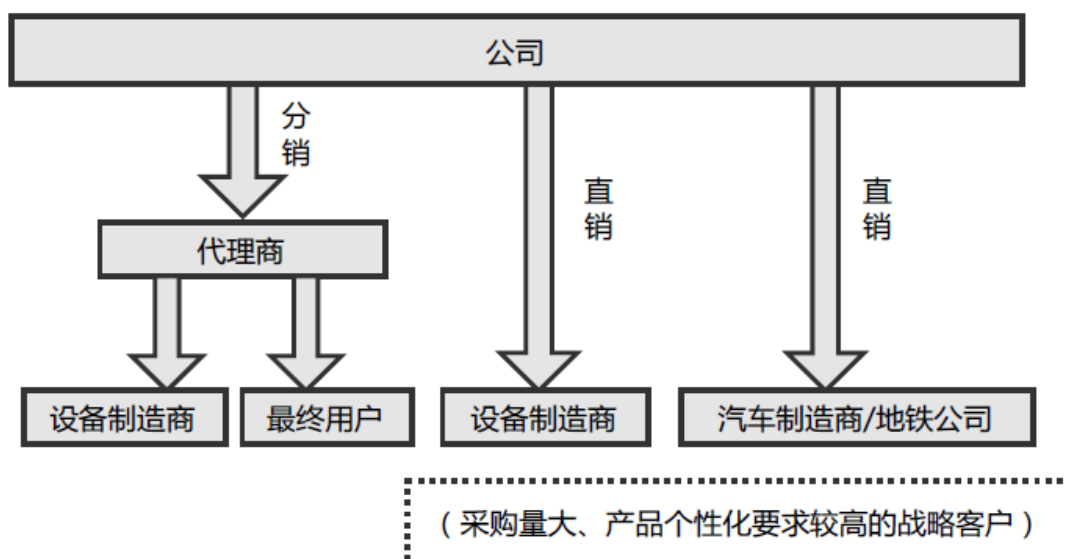 公司
分销
直销
直销
代理商
设备制造商
最终用户
设备制造商
汽车制造商/地铁公司
（采购量大、产品个性化要求较高的战略客户）